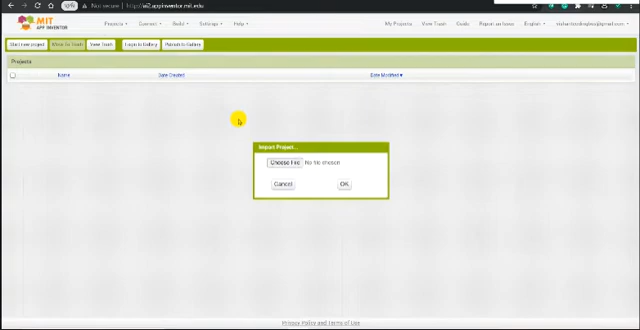 Not secure | http://ai2.appinventor.mit.edu
MIT
APP INVENTOR
Projects Connect Build Settings Help
My Projects View Trash Guide Report an Issue English
Start new project Move To Trash View Trash Login to Gallery Publish to Gallery
Projects
Name Date Created Date Modified
Import Project...
Choose File No file chosen
Cancel OK
Privacy Policy and Terms of Use